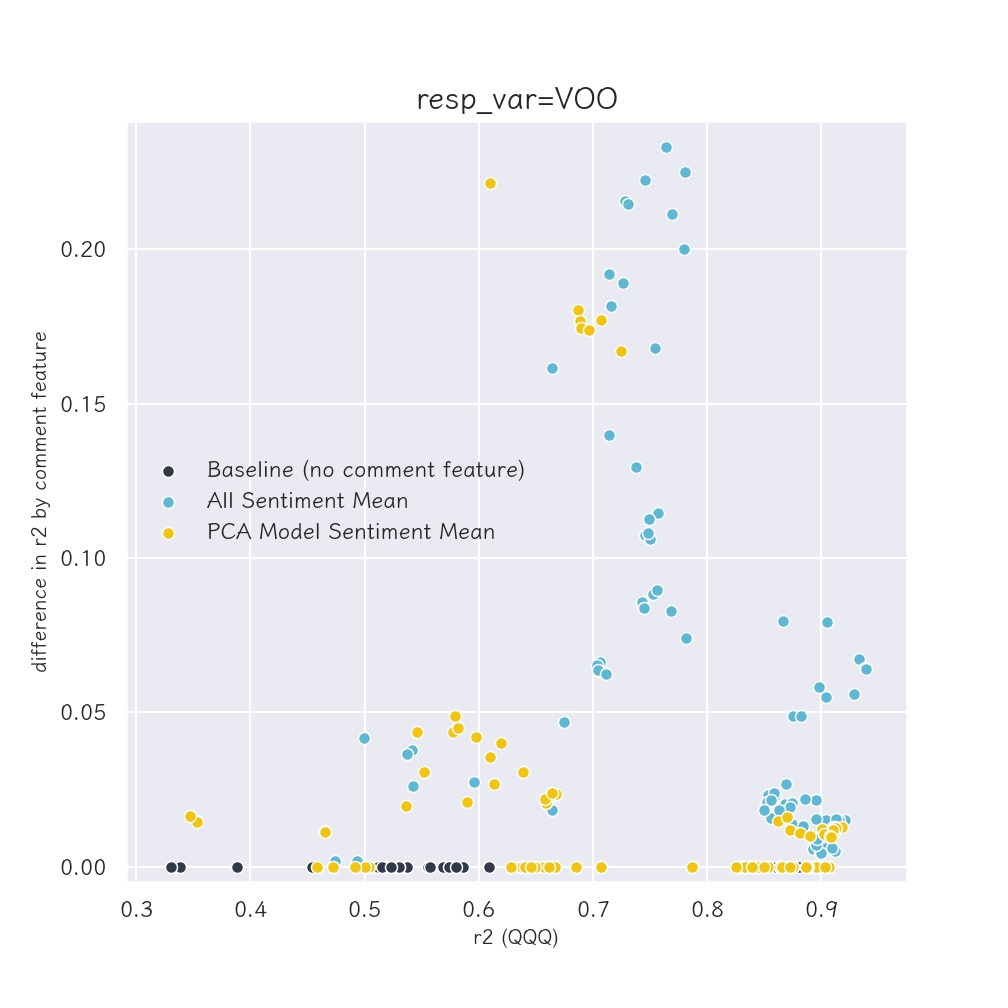 resp_var=VOO
difference in r2 by comment feature
0.20
0.15
0.10
0.05
0.00
Baseline (no comment feature)
All Sentiment Mean
PCA Model Sentiment Mean
0.3 0.4 0.5 0.6 0.7 0.8 0.9
r2 (QQQ)